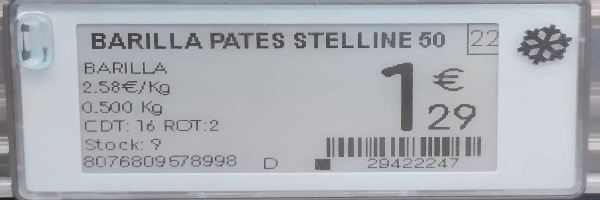 BARILLA PATES STELLINE 50 22
BARILLA
2.58€/Kg
0.500 Kg
CDT: 16 ROT:2
Stock: 9
8076809578998 D
1 €
29
29422247